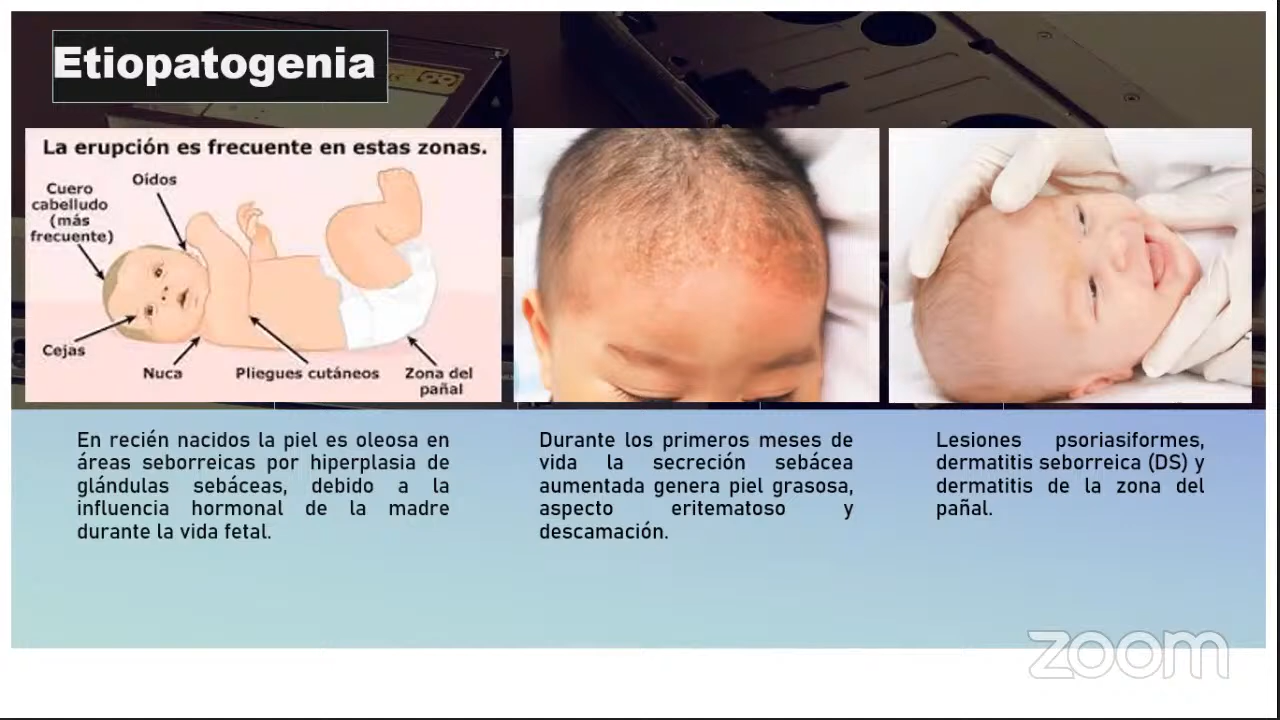 Etiopatogenia
La erupción es frecuente en estas zonas.
Oídos
Cuero
cabelludo
(más
frecuente)
Cejas
Nuca
Pliegues cutáneos
Zona del
pañal
En recién nacidos la piel es oleosa en
áreas seborreicas por hiperplasia de
glándulas sebáceas, debido a la
influencia hormonal de la madre
durante la vida fetal.
Durante los primeros meses de
vida la secreción sebácea
aumentada genera piel grasosa,
aspecto eritematoso y
descamación.
Lesiones psoriasiformes,
dermatitis seborreica (DS) y
dermatitis de la zona del
pañal.
zoom